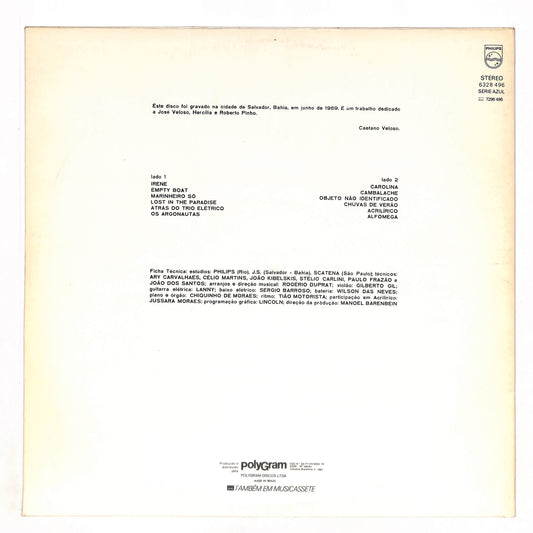 PHILIPS
STÉREO
6328 496
SERIE AZUL
7296 496
Este disco foi gravado na cidade de Salvador, Bahia, em junho de 1969. E um trabalho dedicado
a José Veloso, Hercília e Roberto Pinho.
Caetano Veloso.
lado 1
IRENE
EMPTY BOAT
MARINHEIRO SÓ
LOST IN THE PARADISE
ATRÁS DO TRIO ELÉTRICO
OS ARGONAUTAS
lado 2
CAROLINA
CAMBALACHE
OBJETO NÃO IDENTIFICADO
CHUVAS DE VERÃO
ACRILÍRICO
ALFOMEGA
Ficha Técnica: estúdios: PHILIPS (Rio). J.S. (Salvador - Bahia), SCATENA (São Paulo); técnicos:
ARY CARVALHAES, CÉLIO MARTINS, JOÃO KIBELSKIS, STÉLIO CARLINI, PAULO FRAZÃO e
JOÃO DOS SANTOS; arranjos e direção musical: ROGÉRIO DUPRAT; violão: GILBERTO GIL;
guitarra elétrica: LANNY; baixo elétrico: SERGIO BARROSO; bateria: WILSON DAS NEVES;
piano e orgão: CHIQUINHO DE MORAES; ritmo: TIÃO MOTORISTA; participação em Acrilírico:
JUSSARA MORAES; programação gráfica: LINCOLN; direção da produção: MANOEL BARENBEIN
Produzido e
distribuído
pela
polyGram
POLYGRAM DISCOS LTDA
MADE IN BRAZIL
TAMBÉM EM MUSICASSETE